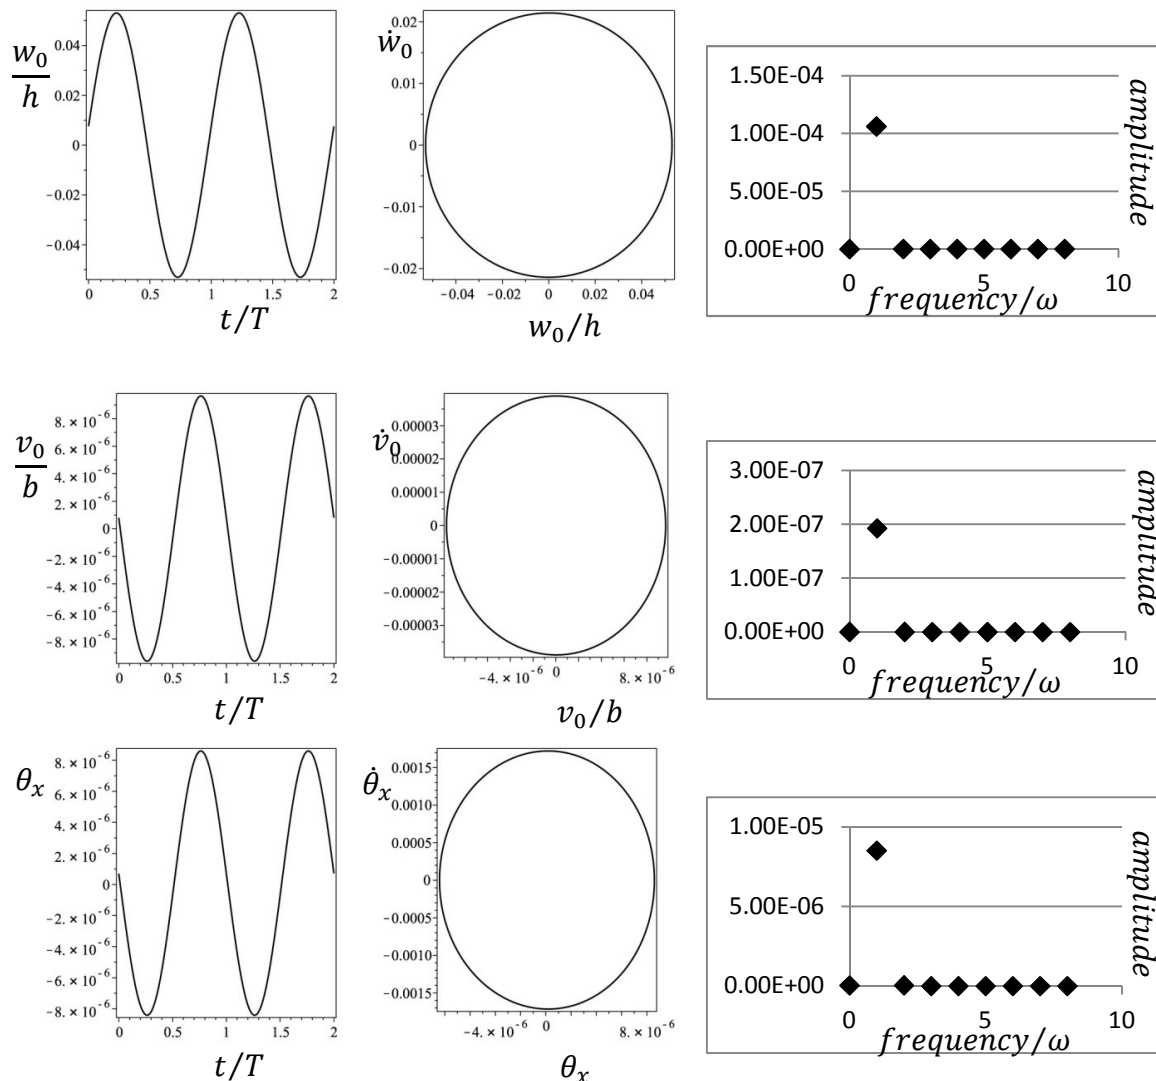 w₀/h
0.04
0.02
0
−0.02
−0.04
0 0.5 1 1.5 2
t/T
ẇ₀
0.02
0.01
0
−0.01
−0.02
−0.04 −0.02 0 0.02 0.04
w₀/h
1.50E-04
1.00E-04
5.00E-05
0.00E+00
0 5 10
frequency/ω
amplitude
v₀/b
8. × 10⁻⁶
6. × 10⁻⁶
4. × 10⁻⁶
2. × 10⁻⁶
0
−2. × 10⁻⁶
−4. × 10⁻⁶
−6. × 10⁻⁶
−8. × 10⁻⁶
0 0.5 1 1.5 2
t/T
v̇₀
0.00003
0.00002
0.00001
0
−0.00001
−0.00002
−0.00003
−4. × 10⁻⁶ 0 8. × 10⁻⁶
v₀/b
3.00E-07
2.00E-07
1.00E-07
0.00E+00
0 5 10
frequency/ω
amplitude
θₓ
8. × 10⁻⁶
6. × 10⁻⁶
4. × 10⁻⁶
2. × 10⁻⁶
0
−2. × 10⁻⁶
−4. × 10⁻⁶
−6. × 10⁻⁶
−8. × 10⁻⁶
0 0.5 1 1.5 2
t/T
θ̇ₓ
0.0015
0.0010
0.0005
0
−0.0005
−0.0010
−0.0015
−4. × 10⁻⁶ 0 8. × 10⁻⁶
θₓ
1.00E-05
5.00E-06
0.00E+00
0 5 10
frequency/ω
amplitude